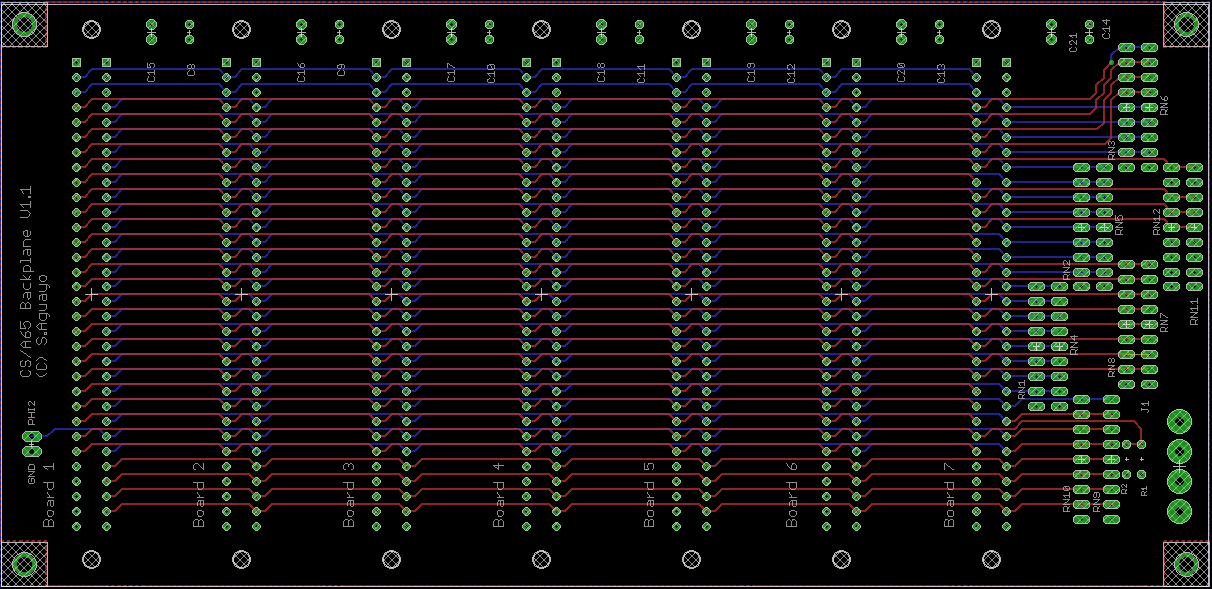 C15
C8
C16
C9
C17
C10
C18
C11
C19
C12
C20
C13
C21
C14
RN6
RN3
RN5
RN12
RN2
RN11
RN7
RN4
RN8
RN1
J1
CS/A65 Backplane V1.1
(C) S.Aguayo
PHI2
GND
Board 1
Board 2
Board 3
Board 4
Board 5
Board 6
Board 7
RN10
RN9
R2
R1